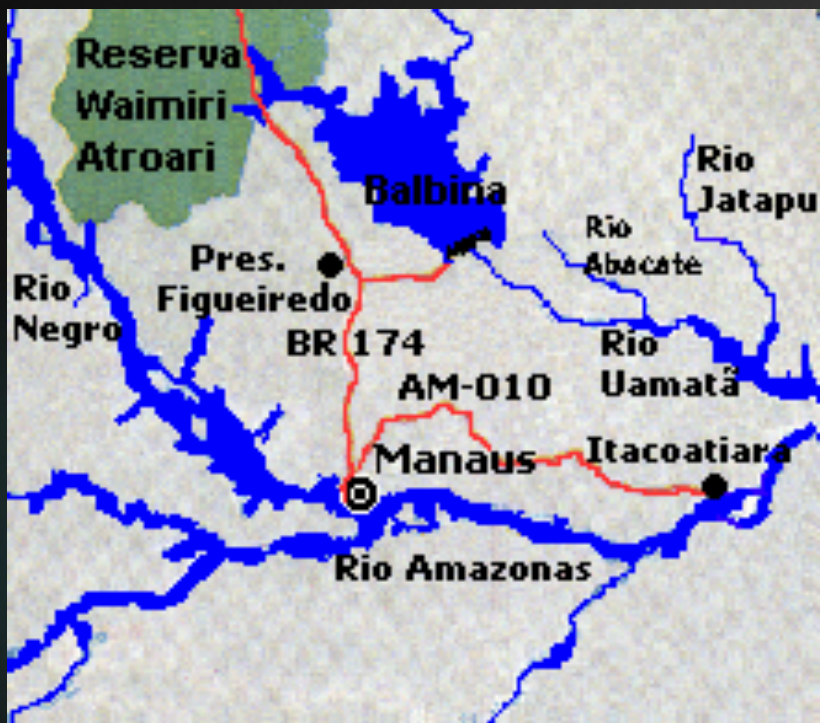 Reserva
Waimiri
Atroari
Balbina
Rio
Jatapu
Rio
Abacate
Pres.
Figueiredo
Rio
Negro
BR 174
Rio
Uamatã
AM-010
Itacoatiara
Manaus
Rio Amazonas